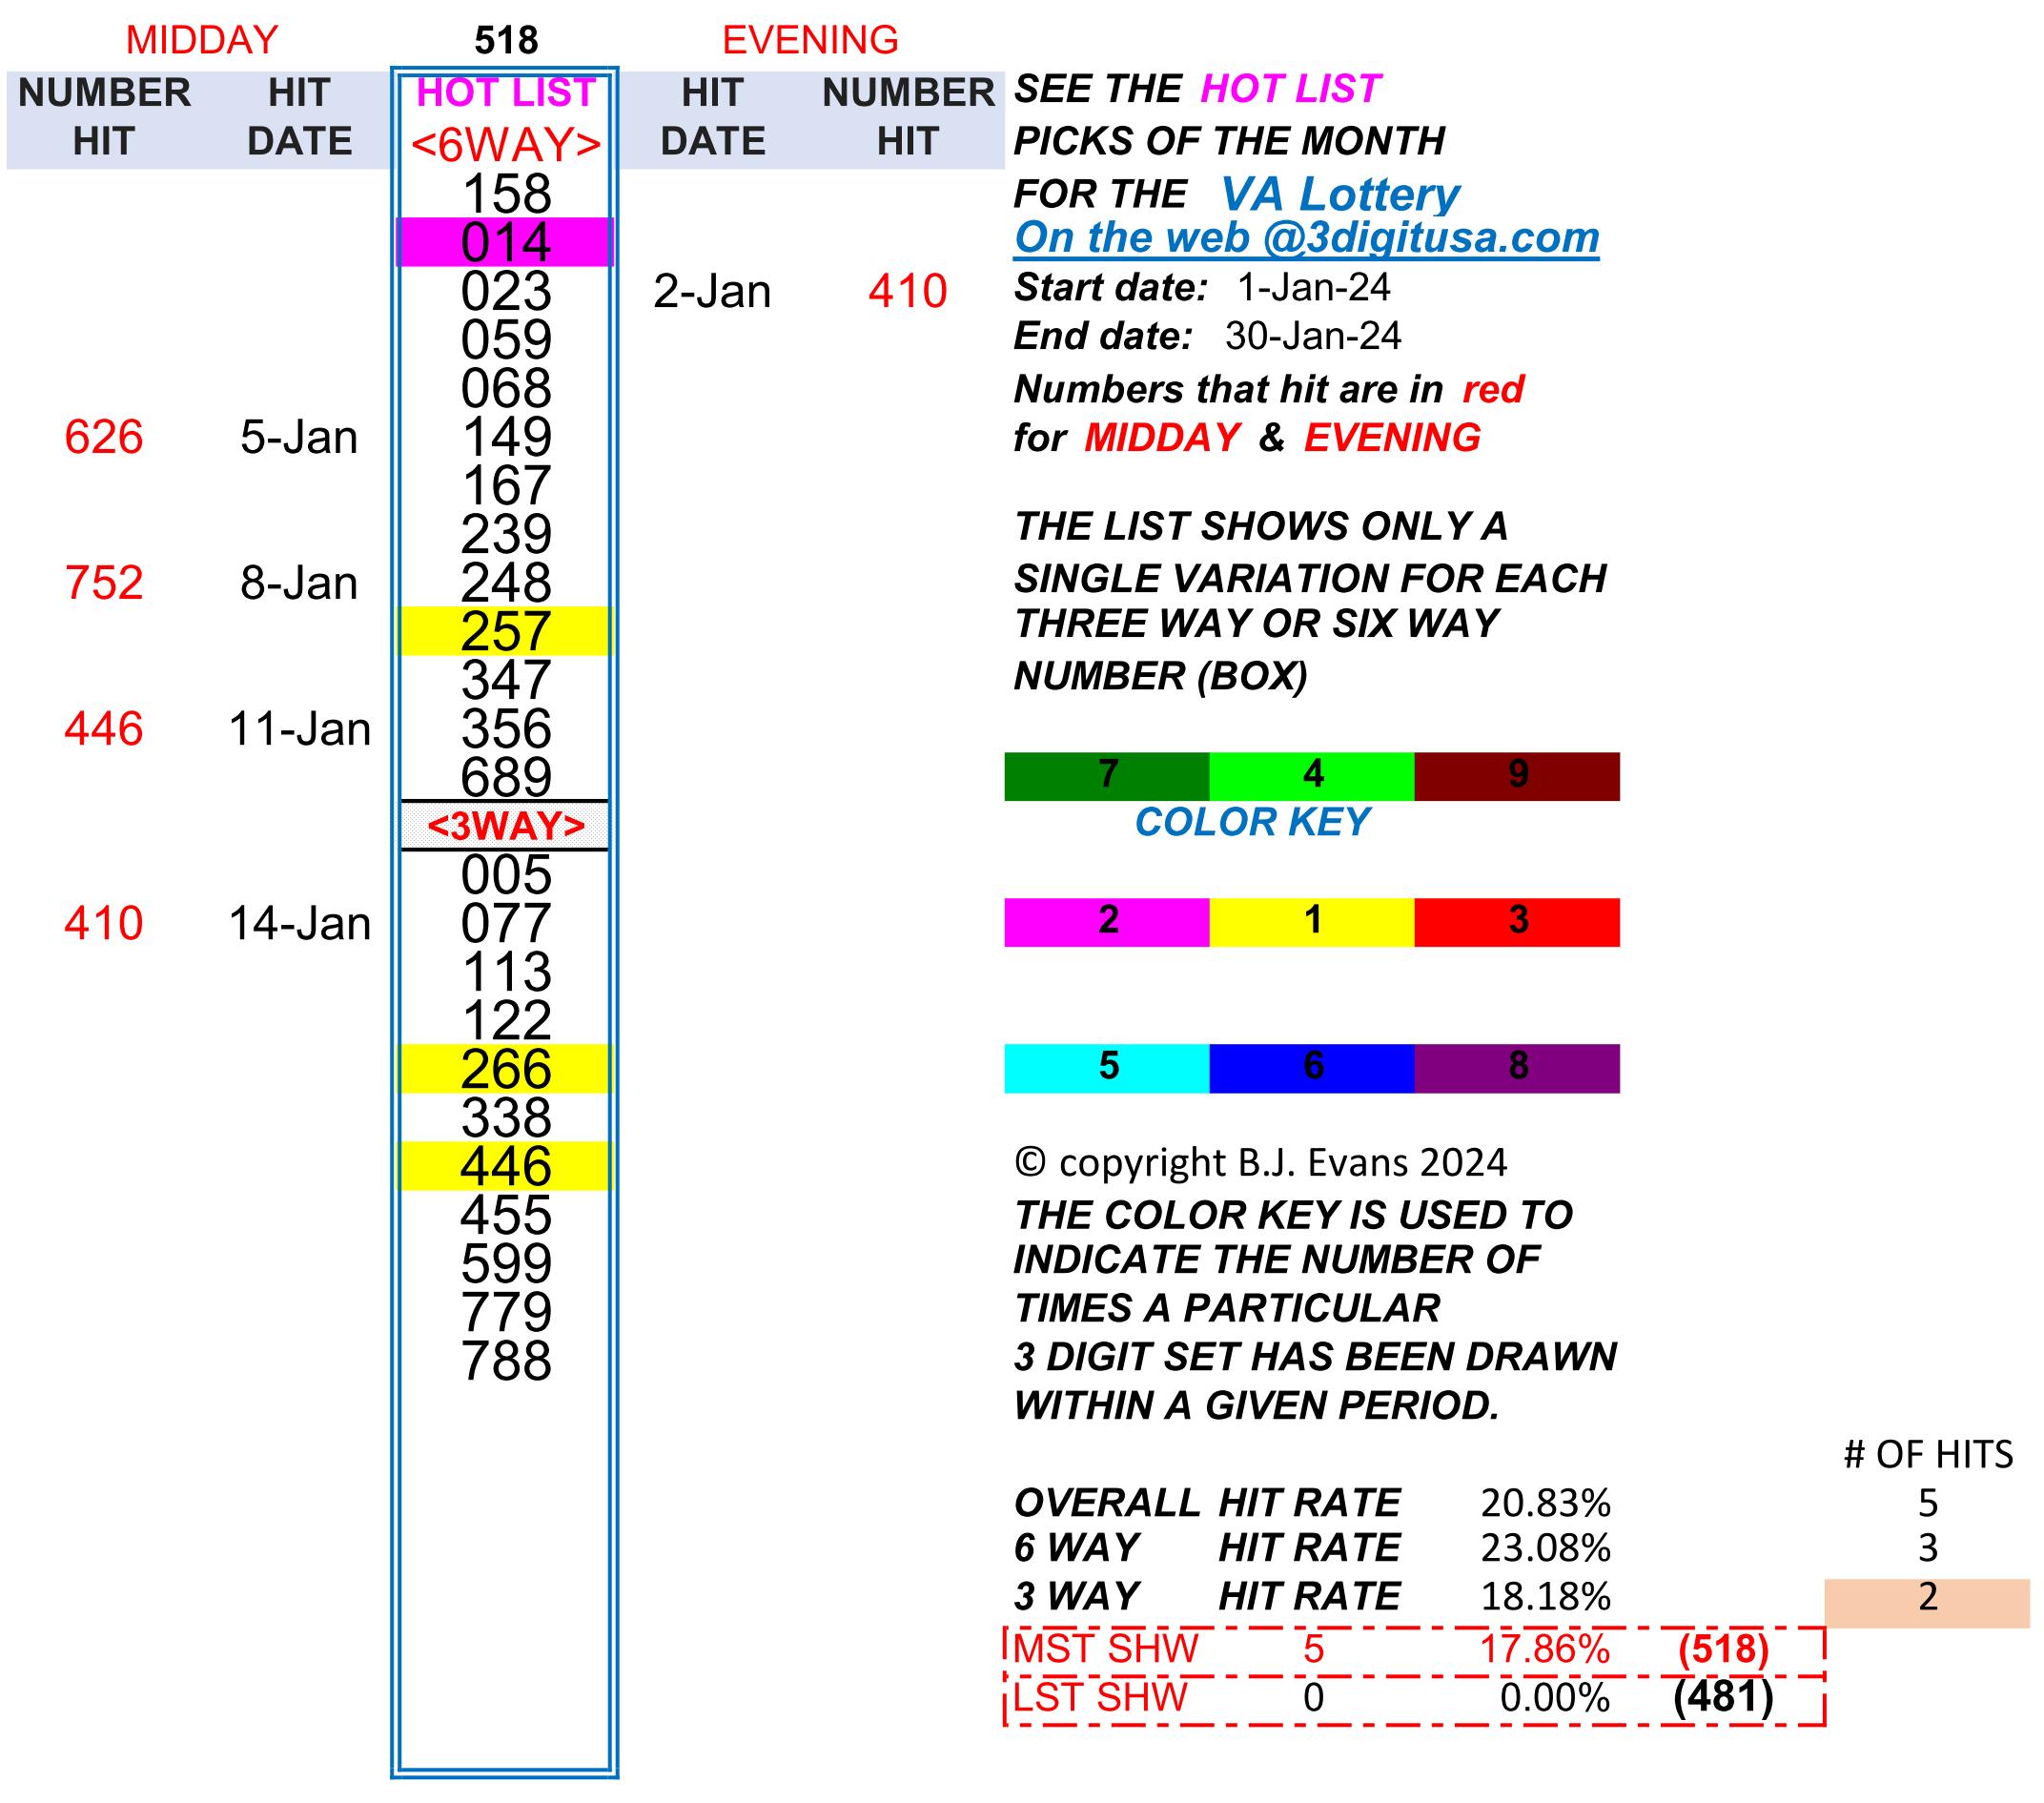 MIDDAY 518 EVENING
NUMBER HIT HOT LIST HIT NUMBER SEE THE HOT LIST
HIT DATE <6WAY> DATE HIT PICKS OF THE MONTH
158 FOR THE VA Lottery
014 On the web @3digitusa.com
023 2-Jan 410 Start date: 1-Jan-24
059 End date: 30-Jan-24
068 Numbers that hit are in red
626 5-Jan 149 for MIDDAY & EVENING
167
239 THE LIST SHOWS ONLY A
752 8-Jan 248 SINGLE VARIATION FOR EACH
257 THREE WAY OR SIX WAY
347 NUMBER (BOX)
446 11-Jan 356
689 7 4 9
<3WAY> COLOR KEY
005
410 14-Jan 077 2 1 3
113
122
266 5 6 8
338
446 © copyright B.J. Evans 2024
455 THE COLOR KEY IS USED TO
599 INDICATE THE NUMBER OF
779 TIMES A PARTICULAR
788 3 DIGIT SET HAS BEEN DRAWN
WITHIN A GIVEN PERIOD.
# OF HITS
OVERALL HIT RATE 20.83% 5
6 WAY HIT RATE 23.08% 3
3 WAY HIT RATE 18.18% 2
MST SHW 5 17.86% (518)
LST SHW 0 0.00% (481)